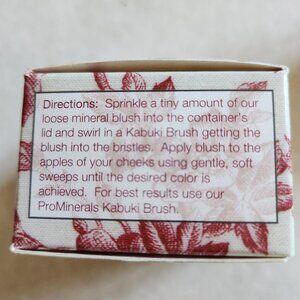 Directions: Sprinkle a tiny amount of our
loose mineral blush into the container's
lid and swirl in a Kabuki Brush getting the
blush into the bristles. Apply blush to the
apples of your cheeks using gentle, soft
sweeps until the desired color is
achieved. For best results use our
ProMinerals Kabuki Brush.